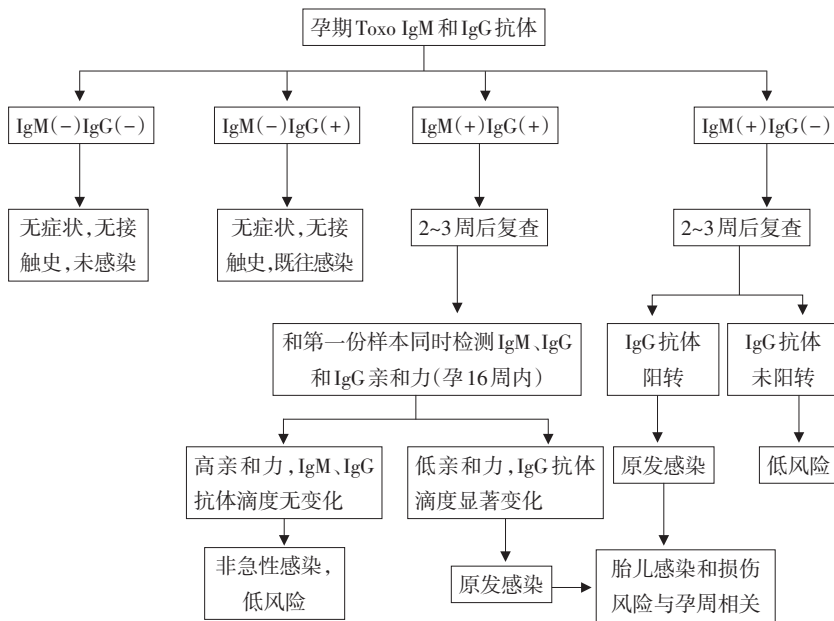 孕期Toxo IgM和IgG抗体
IgM(-)IgG(-)
IgM(-)IgG(+)
IgM(+)IgG(+)
IgM(+)IgG(-)
无症状,无接
触史,未感染
无症状,无接
触史,既往感染
2~3周后复查
2~3周后复查
和第一份样本同时检测IgM、IgG
和IgG亲和力(孕16周内)
IgG抗体
阳转
IgG抗体
未阳转
高亲和力,IgM、IgG
抗体滴度无变化
低亲和力,IgG抗体
滴度显著变化
原发感染
低风险
非急性感染,
低风险
原发感染
胎儿感染和损伤
风险与孕周相关